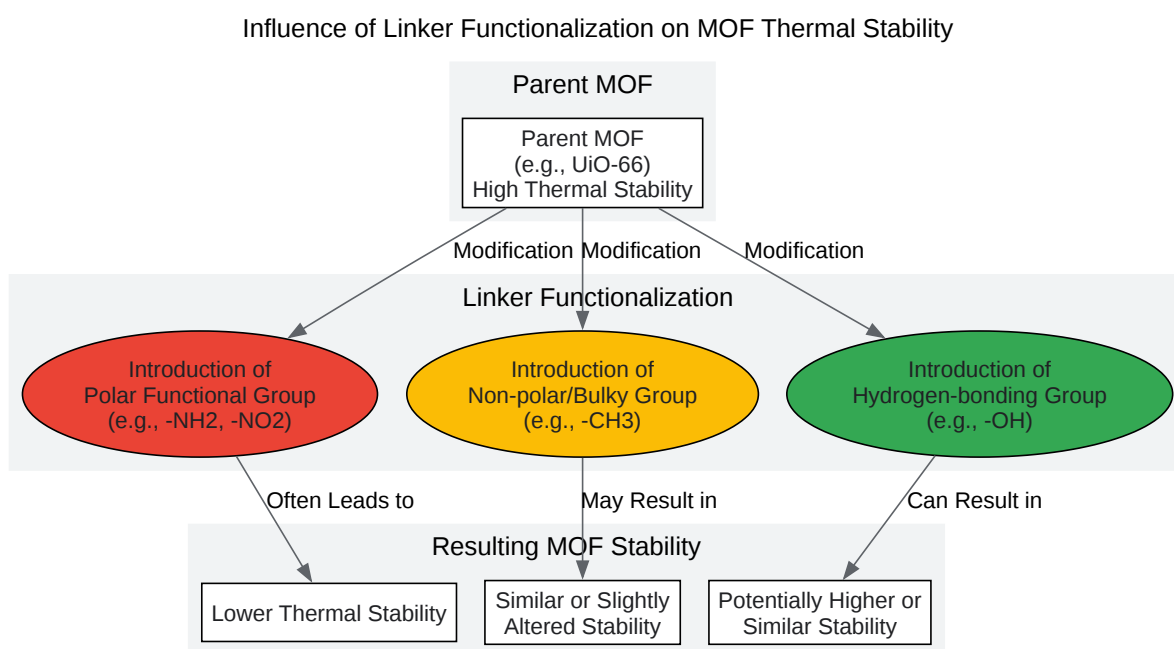 Influence of Linker Functionalization on MOF Thermal Stability
Parent MOF
Parent MOF
(e.g., UiO-66)
High Thermal Stability
Modification
Modification
Modification
Linker Functionalization
Introduction of
Polar Functional Group
(e.g., -NH2, -NO2)
Introduction of
Non-polar/Bulky Group
(e.g., -CH3)
Introduction of
Hydrogen-bonding Group
(e.g., -OH)
Often Leads to
May Result in
Can Result in
Resulting MOF Stability
Lower Thermal Stability
Similar or Slightly
Altered Stability
Potentially Higher or
Similar Stability